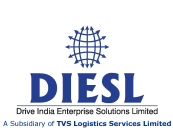 DIESL
Drive India Enterprise Solutions Limited
A Subsidiary of TVS Logistics Services Limited